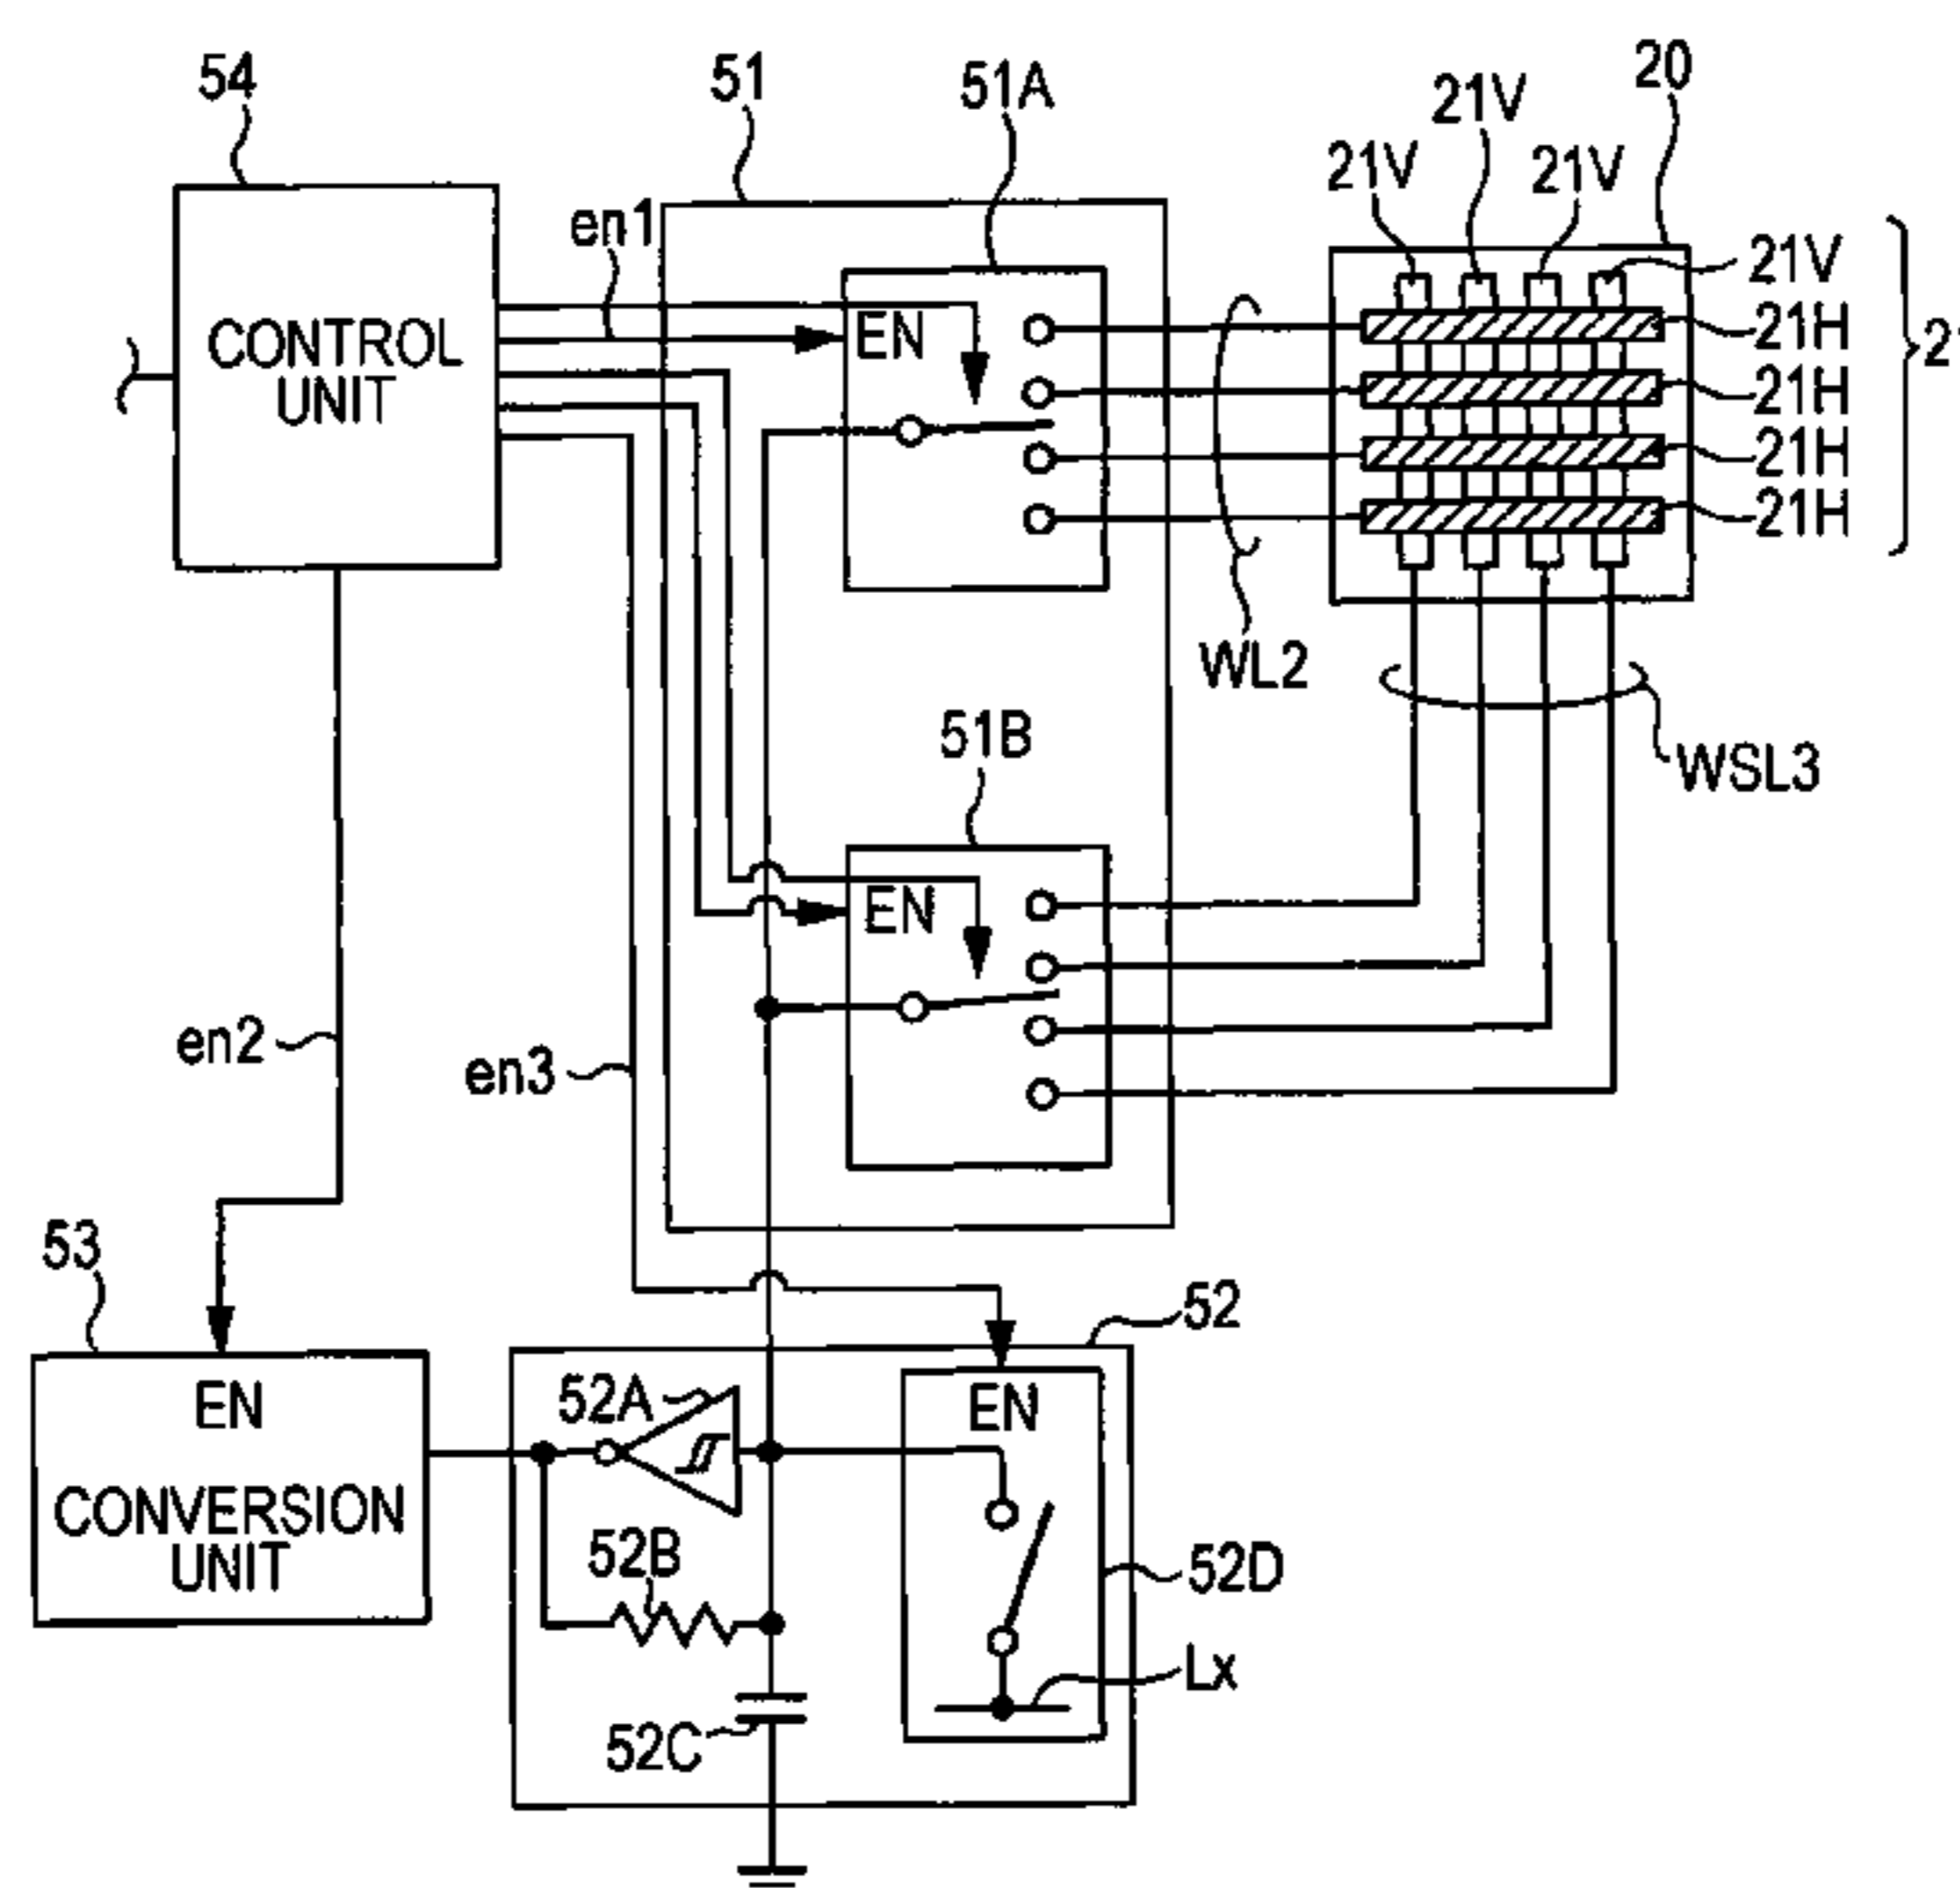 54
51
51A
21V
21V
21V
20
21V
21H
21H
21H
21H
en1
CONTROL
UNIT
EN
WL2
WSL3
51B
EN
en2
en3
53
EN
CONVERSION
UNIT
52
52A
EN
52B
52D
Lx
52C